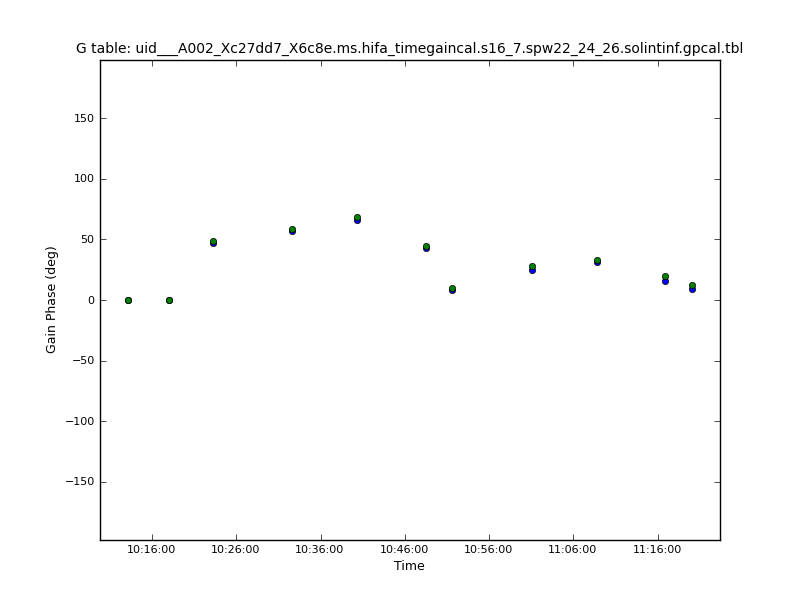 G table: uid___A002_Xc27dd7_X6c8e.ms.hifa_timegaincal.s16_7.spw22_24_26.solintinf.gpcal.tbl
150
100
50
0
−50
−100
−150
Gain Phase (deg)
10:16:00 10:26:00 10:36:00 10:46:00 10:56:00 11:06:00 11:16:00
Time